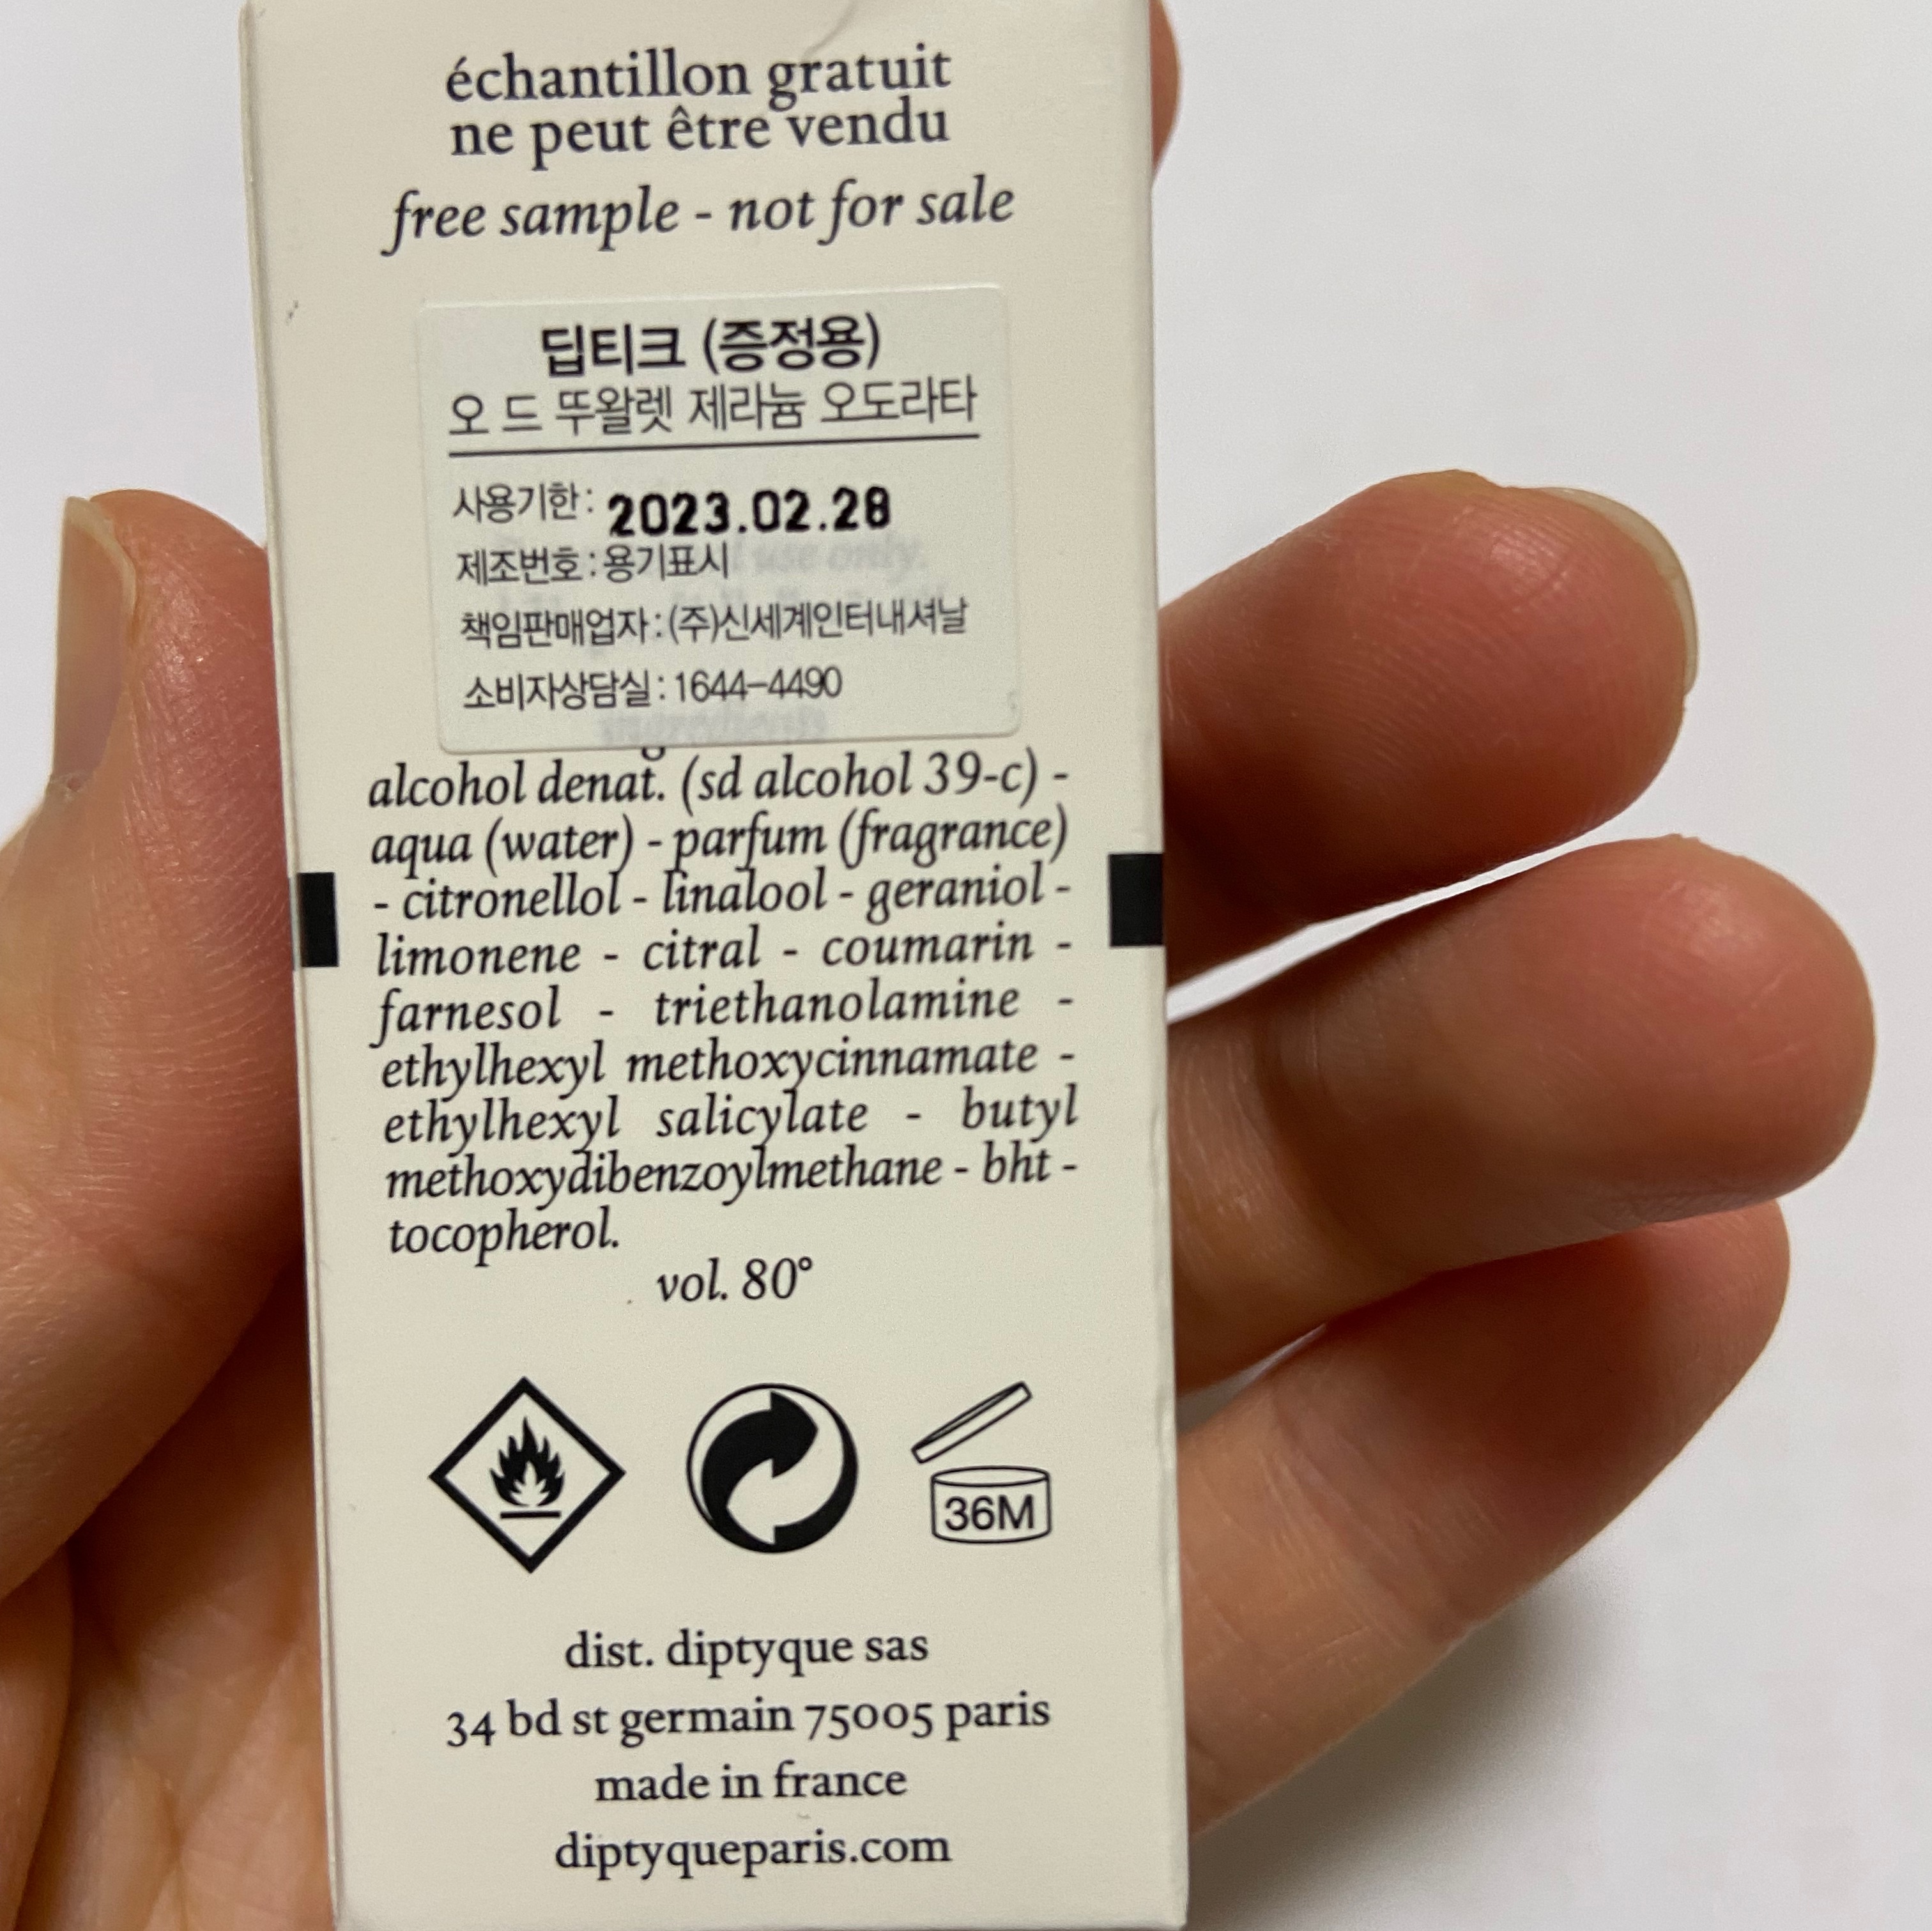 échantillon gratuit
ne peut être vendu
free sample - not for sale
딥티크 (증정용)
오 드 뚜왈렛 제라늄 오도라타
사용기한 : 2023.02.28
제조번호 : 용기표시
책임판매업자 : (주)신세계인터내셔날
소비자상담실 : 1644-4490
alcohol denat. (sd alcohol 39-c) -
aqua (water) - parfum (fragrance)
- citronellol - linalool - geraniol -
limonene - citral - coumarin -
farnesol - triethanolamine -
ethylhexyl methoxycinnamate -
ethylhexyl salicylate - butyl
methoxydibenzoylmethane - bht -
tocopherol.
vol. 80°
36M
dist. diptyque sas
34 bd st germain 75005 paris
made in france
diptyqueparis.com